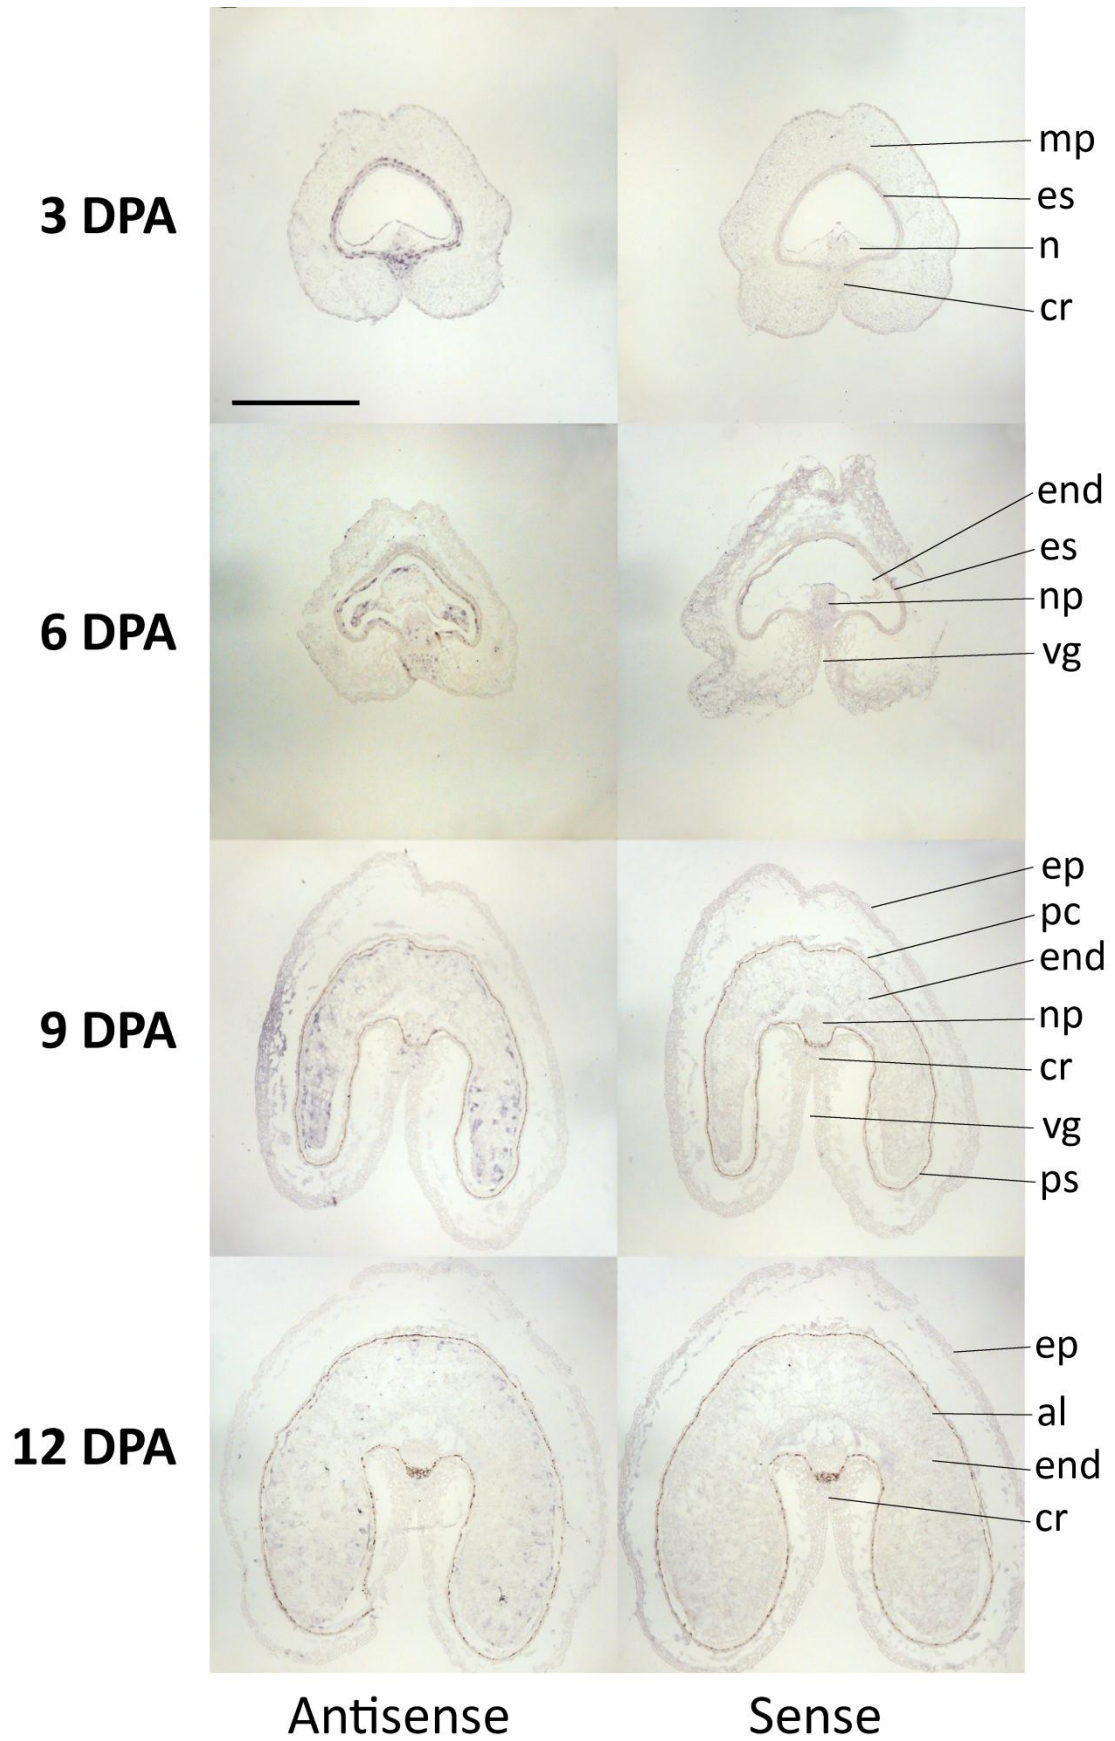 3 DPA
mp
es
n
cr
6 DPA
end
es
np
vg
9 DPA
ep
pc
end
np
cr
vg
ps
12 DPA
ep
al
end
cr
Antisense
Sense